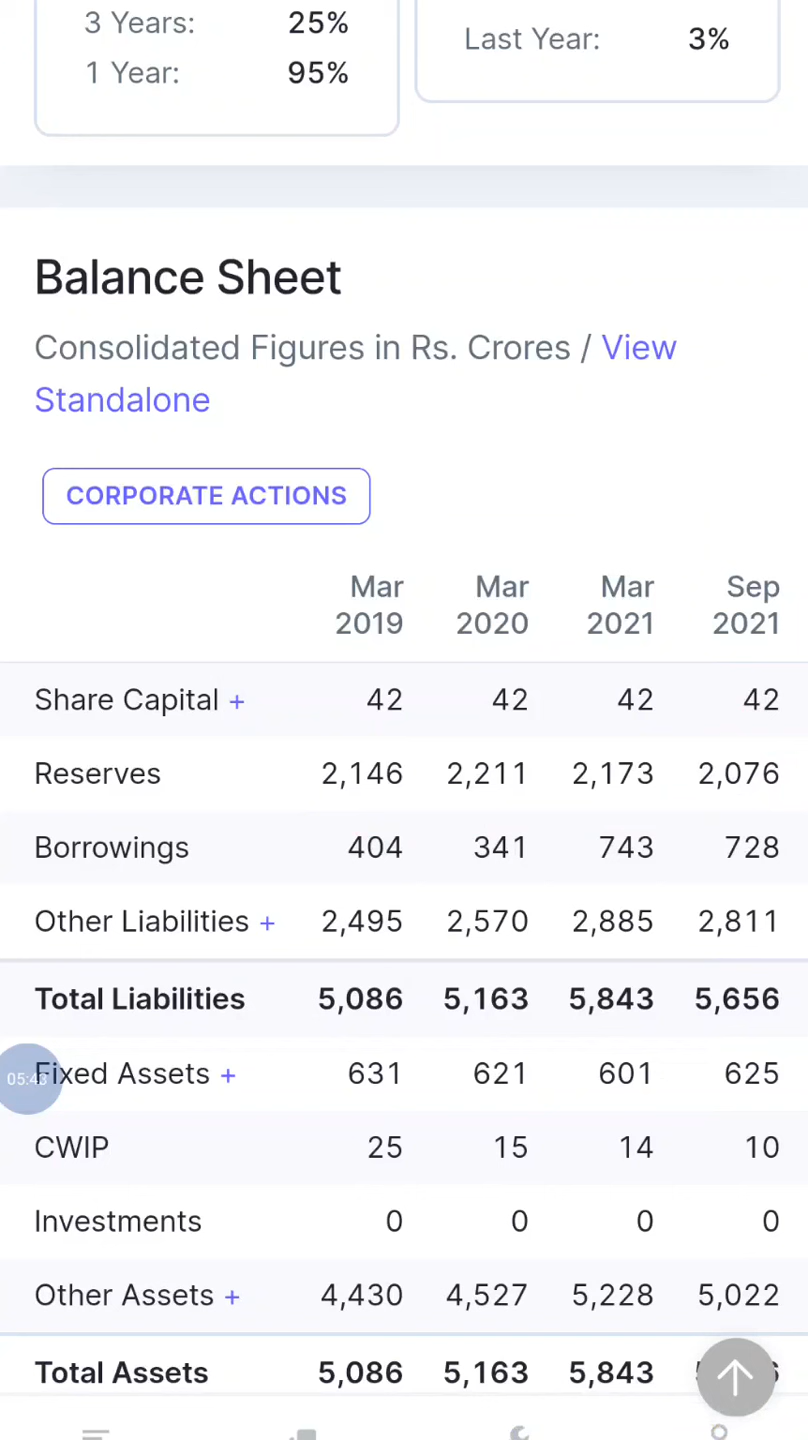 3 Years: 25%
1 Year: 95%
Last Year: 3%
Balance Sheet
Consolidated Figures in Rs. Crores / View
Standalone
CORPORATE ACTIONS
Mar 2019 Mar 2020 Mar 2021 Sep 2021
Share Capital + 42 42 42 42
Reserves 2,146 2,211 2,173 2,076
Borrowings 404 341 743 728
Other Liabilities + 2,495 2,570 2,885 2,811
Total Liabilities 5,086 5,163 5,843 5,656
Fixed Assets + 631 621 601 625
CWIP 25 15 14 10
Investments 0 0 0 0
Other Assets + 4,430 4,527 5,228 5,022
Total Assets 5,086 5,163 5,843